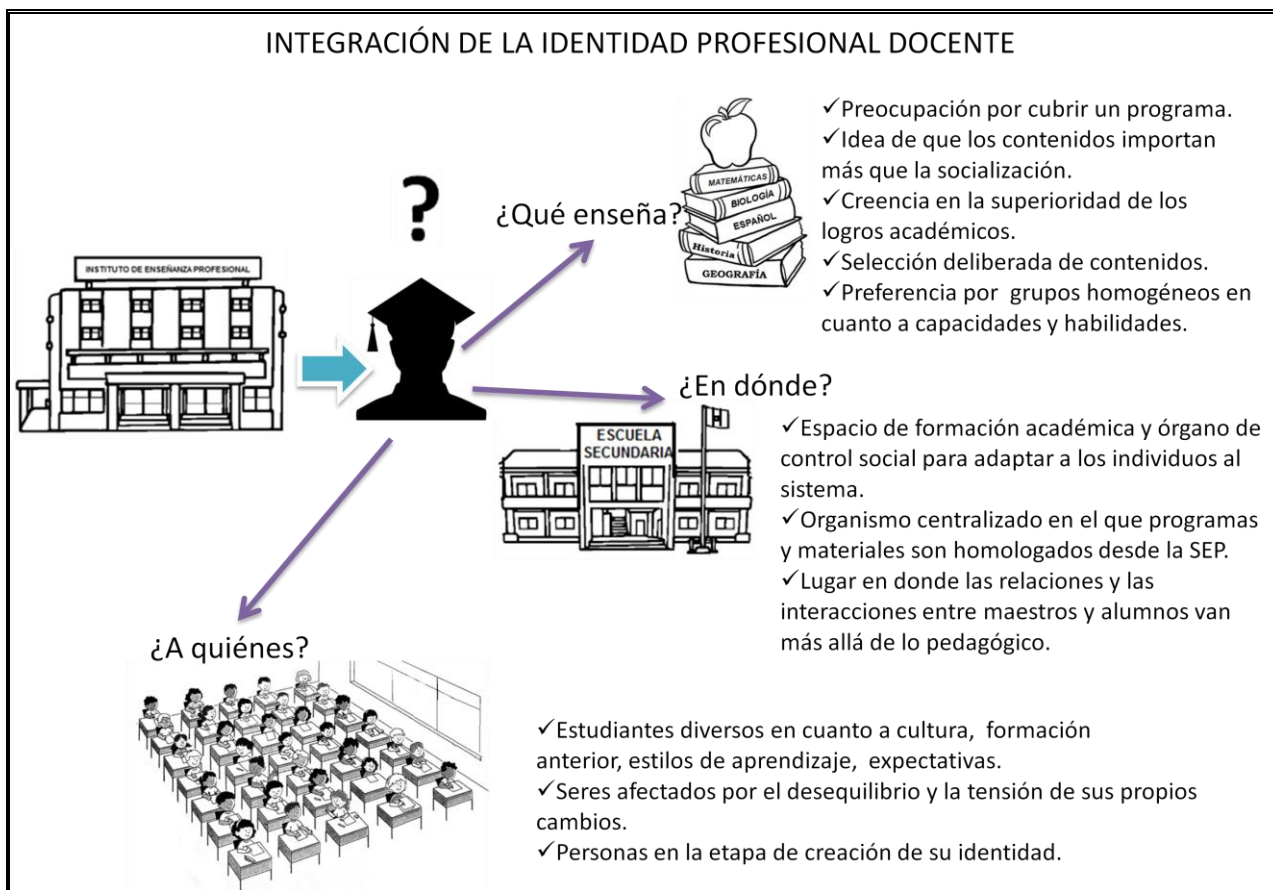 INTEGRACIÓN DE LA IDENTIDAD PROFESIONAL DOCENTE
INSTITUTO DE ENSEÑANZA PROFESIONAL
?
¿Qué enseña?
MATEMÁTICAS
BIOLOGÍA
ESPAÑOL
Historia
GEOGRAFÍA
✓Preocupación por cubrir un programa.
✓Idea de que los contenidos importan
más que la socialización.
✓Creencia en la superioridad de los
logros académicos.
✓Selección deliberada de contenidos.
✓Preferencia por grupos homogéneos en
cuanto a capacidades y habilidades.
¿En dónde?
ESCUELA
SECUNDARIA
✓Espacio de formación académica y órgano de
control social para adaptar a los individuos al
sistema.
✓Organismo centralizado en el que programas
y materiales son homologados desde la SEP.
✓Lugar en donde las relaciones y las
interacciones entre maestros y alumnos van
más allá de lo pedagógico.
¿A quiénes?
✓Estudiantes diversos en cuanto a cultura, formación
anterior, estilos de aprendizaje, expectativas.
✓Seres afectados por el desequilibrio y la tensión de sus propios
cambios.
✓Personas en la etapa de creación de su identidad.